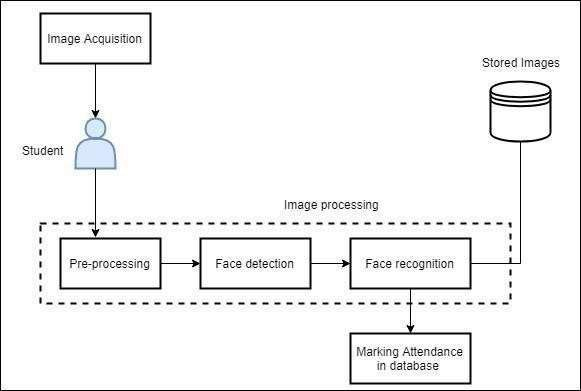 Image Acquisition
Stored Images
Student
Image processing
Pre-processing
Face detection
Face recognition
Marking Attendance
in database